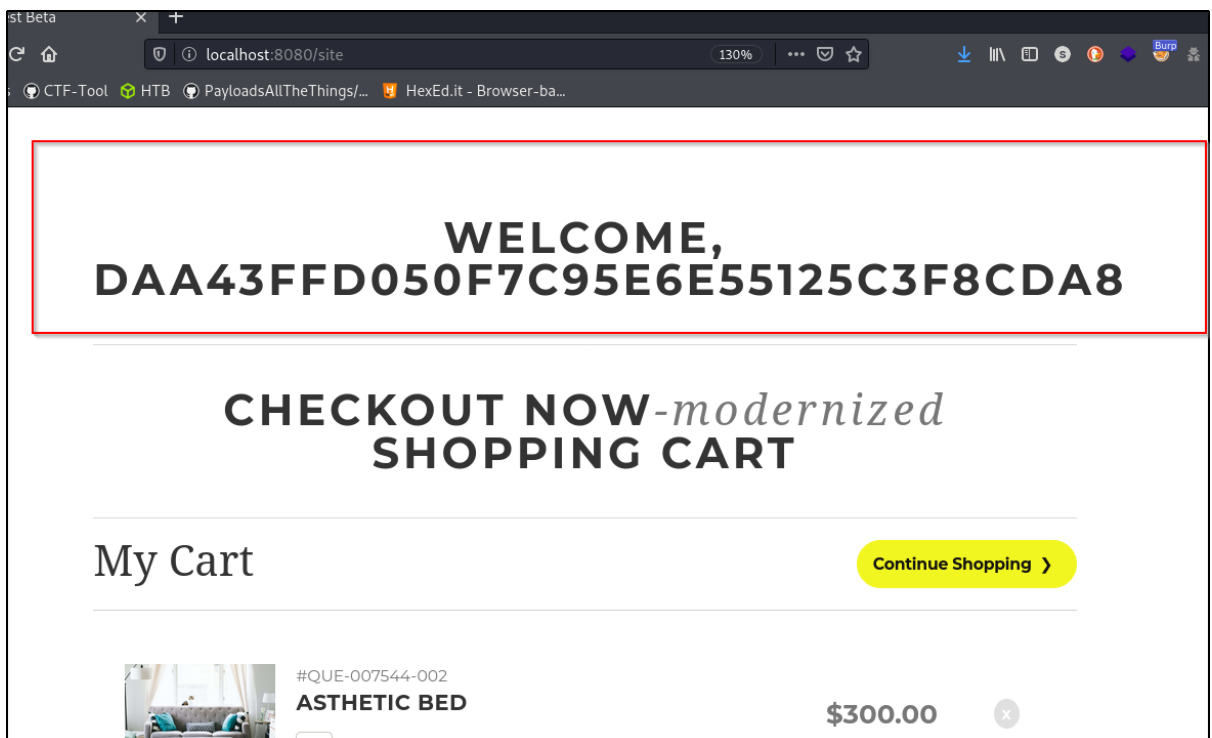 st Beta
localhost:8080/site
130%
Burp
CTF-Tool HTB PayloadsAllTheThings/... HexEd.it - Browser-ba...
WELCOME,
DAA43FFD050F7C95E6E55125C3F8CDA8
CHECKOUT NOW-modernized
SHOPPING CART
My Cart
Continue Shopping ❯
#QUE-007544-002
ASTHETIC BED
$300.00
x